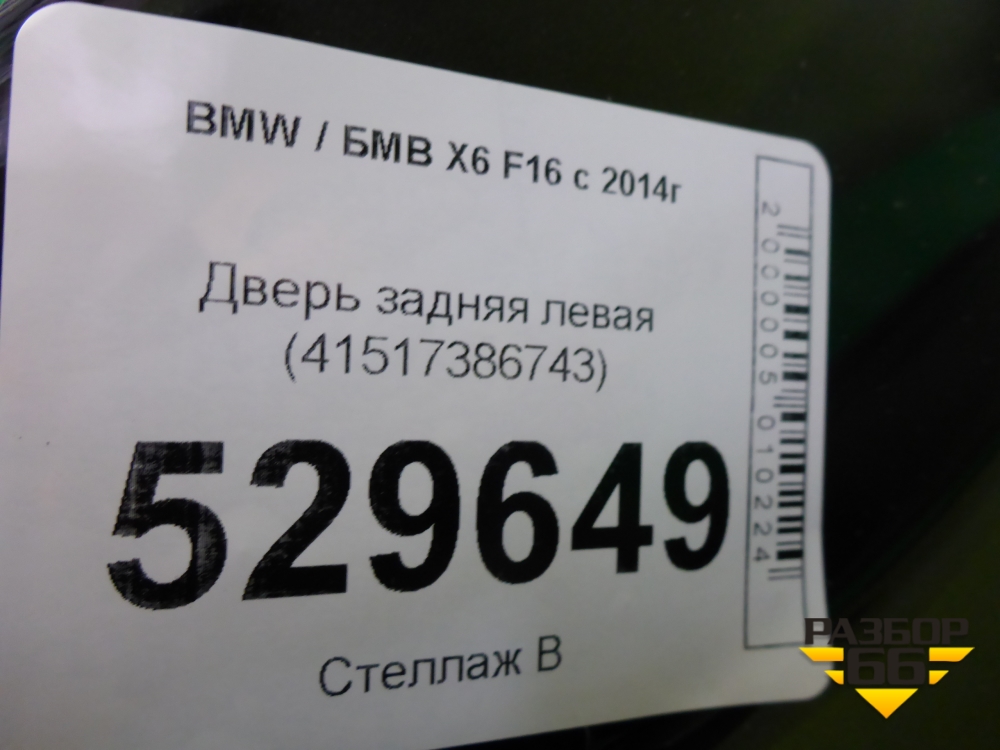 BMW / БМВ X6 F16 с 2014г
Дверь задняя левая
(41517386743)
529649
Стеллаж В
2000005010224
РАЗБОР
66